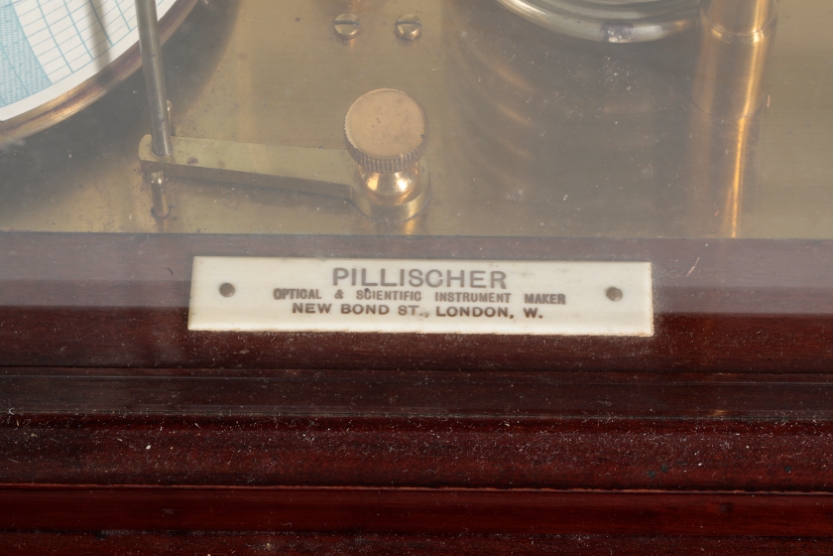 PILLISCHER
OPTICAL & SCIENTIFIC INSTRUMENT MAKER
NEW BOND ST., LONDON, W.